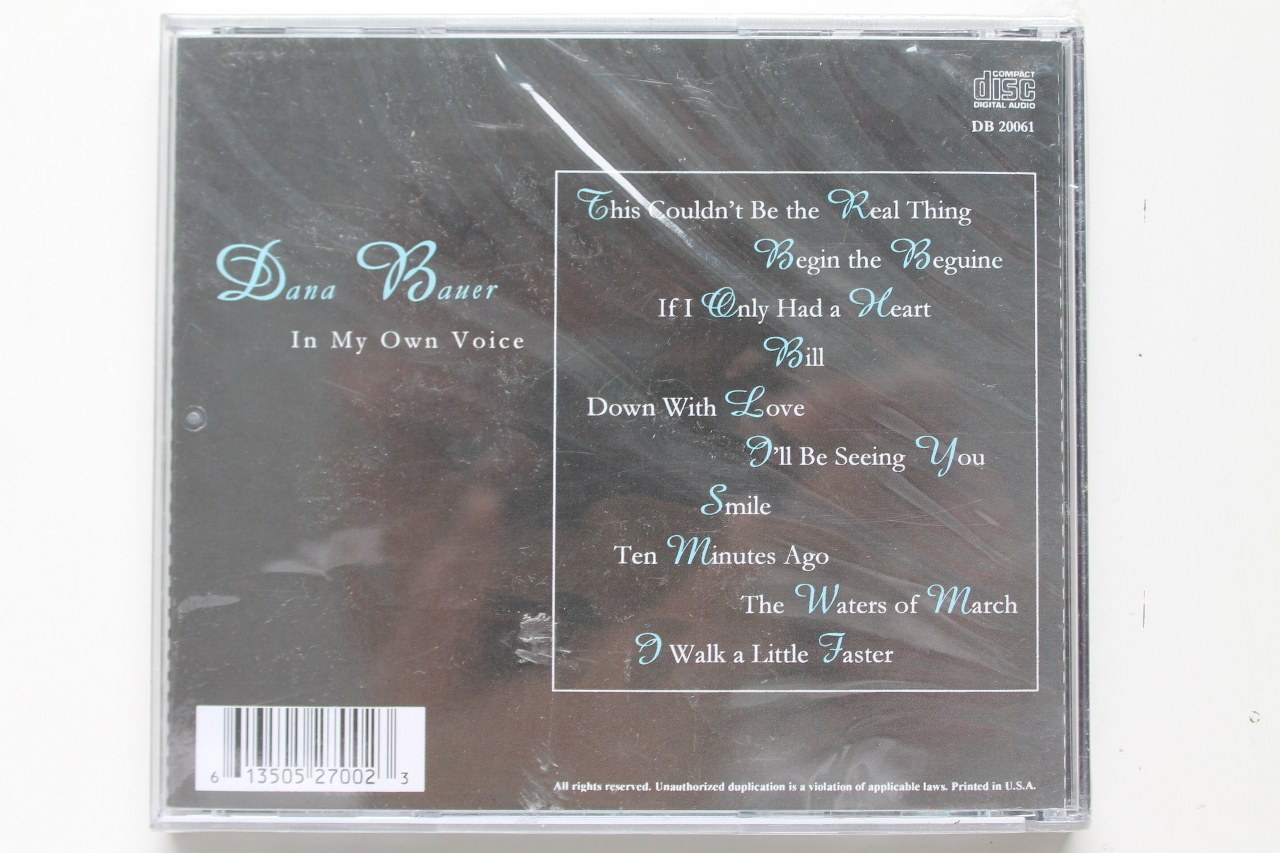 COMPACT
disc
DIGITAL AUDIO
DB 20061
Dana Bauer
In My Own Voice
This Couldn't Be the Real Thing
Begin the Beguine
If I Only Had a Heart
Bill
Down With Love
I'll Be Seeing You
Smile
Ten Minutes Ago
The Waters of March
I Walk a Little Faster
6 13505 27002 3
All rights reserved. Unauthorized duplication is a violation of applicable laws. Printed in U.S.A.